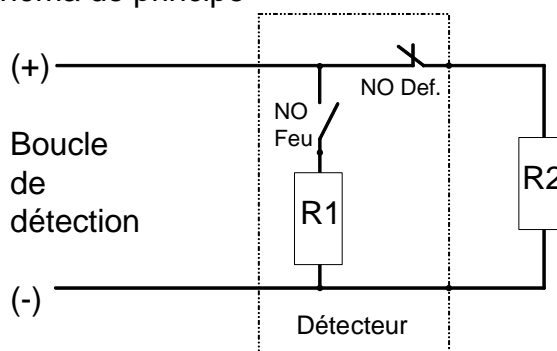 (+)
NO Def.
NO
Feu
Boucle
de
détection
R1
R2
(-)
Détecteur